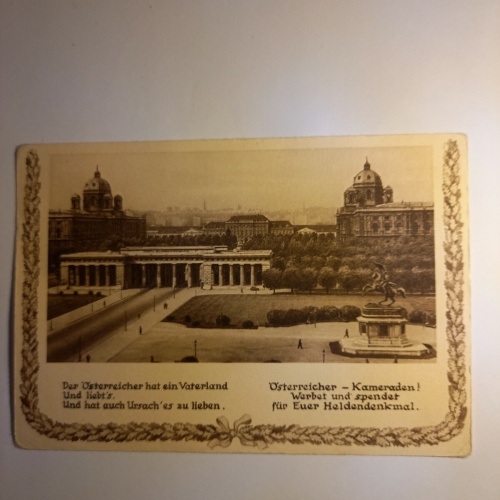 Der Österreicher hat ein Vaterland
Und liebt's.
Und hat auch Ursach' es zu lieben.
Österreicher – Kameraden!
Werbet und spendet
für Euer Heldendenkmal.